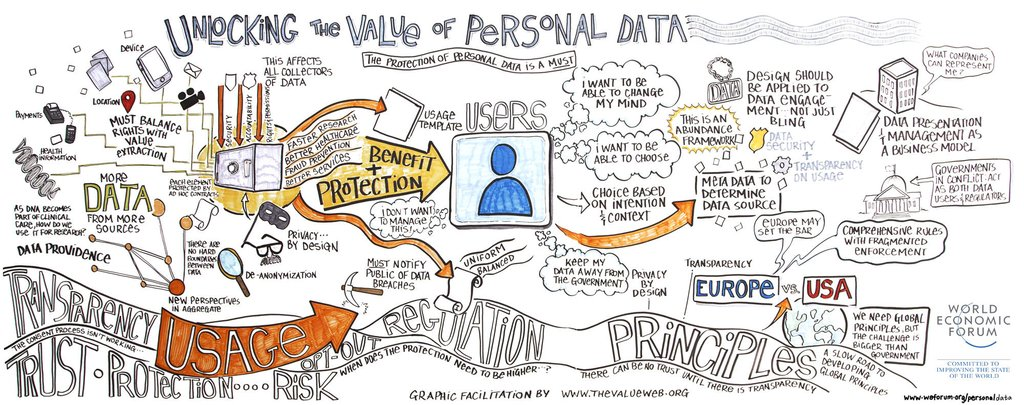 UNLOCKING THE VALUE OF PERSONAL DATA
THE PROTECTION OF PERSONAL DATA IS A MUST
DEVICE
LOCATION
PAYMENTS
HEALTH
INFORMATION
MUST BALANCE
RIGHTS WITH
VALUE
EXTRACTION
THIS AFFECTS
ALL COLLECTORS
OF DATA
SECURITY
ACCOUNTABILITY
RIGHTS/PERMISSIONS
FASTER RESEARCH
BETTER HEALTHCARE
FRAUD PREVENTION
BETTER SERVICES
EACH ELEMENT
PROTECTED BY
AD HOC CONTRACTS
MORE
DATA
FROM MORE
SOURCES
AS DNA BECOMES
PART OF CLINICAL
CARE, HOW DO WE
USE IT FOR RESEARCH?
DATA PROVIDENCE
THERE ARE
NO HARD
BOUNDARIES
BETWEEN
DATA
NEW PERSPECTIVES
IN AGGREGATE
PRIVACY...
BY DESIGN
DE-ANONYMIZATION
USAGE
TEMPLATE
BENEFIT
+
PROTECTION
USERS
I DON'T WANT
TO MANAGE
THIS!
MUST NOTIFY
PUBLIC OF DATA
BREACHES
UNIFORM
BALANCED
I WANT TO BE
ABLE TO CHANGE
MY MIND
I WANT TO BE
ABLE TO CHOOSE
CHOICE BASED
ON INTENTION
& CONTEXT
KEEP MY
DATA AWAY FROM
THE GOVERNMENT
PRIVACY
BY
DESIGN
DATA
THIS IS AN
ABUNDANCE
FRAMEWORK
DESIGN SHOULD
BE APPLIED TO
DATA ENGAGE-
MENT - NOT JUST
BLING
DATA
SECURITY
+
TRANSPARENCY
ON USAGE
META DATA TO
DETERMINE
DATA SOURCE
WHAT COMPANIES
CAN REPRESENT
ME?
DATA PRESENTATION
& MANAGEMENT AS
A BUSINESS MODEL
GOVERNMENTS
IN CONFLICT ACT
AS BOTH DATA
USERS & REGULATORS
EUROPE MAY
SET THE BAR
COMPREHENSIVE RULES
WITH FRAGMENTED
ENFORCEMENT
TRANSPARENCY
EUROPE VS. USA
WE NEED GLOBAL
PRINCIPLES, BUT
THE CHALLENGE IS
BIGGER THAN
GOVERNMENT
A SLOW ROAD TO
DEVELOPING
GLOBAL PRINCIPLES
TRANSPARENCY
THE CONSENT PROCESS ISN'T WORKING...
TRUST · PROTECTION....
USAGE
OPT-OUT
RISK
REGULATION
WHEN DOES THE PROTECTION NEED TO BE HIGHER...?
PRINCIPLES
THERE CAN BE NO TRUST UNTIL THERE IS TRANSPARENCY
GRAPHIC FACILITATION BY WWW.THEVALUEWEB.ORG
WORLD
ECONOMIC
FORUM
COMMITTED TO
IMPROVING THE STATE
OF THE WORLD
www.weforum.org/personaldata